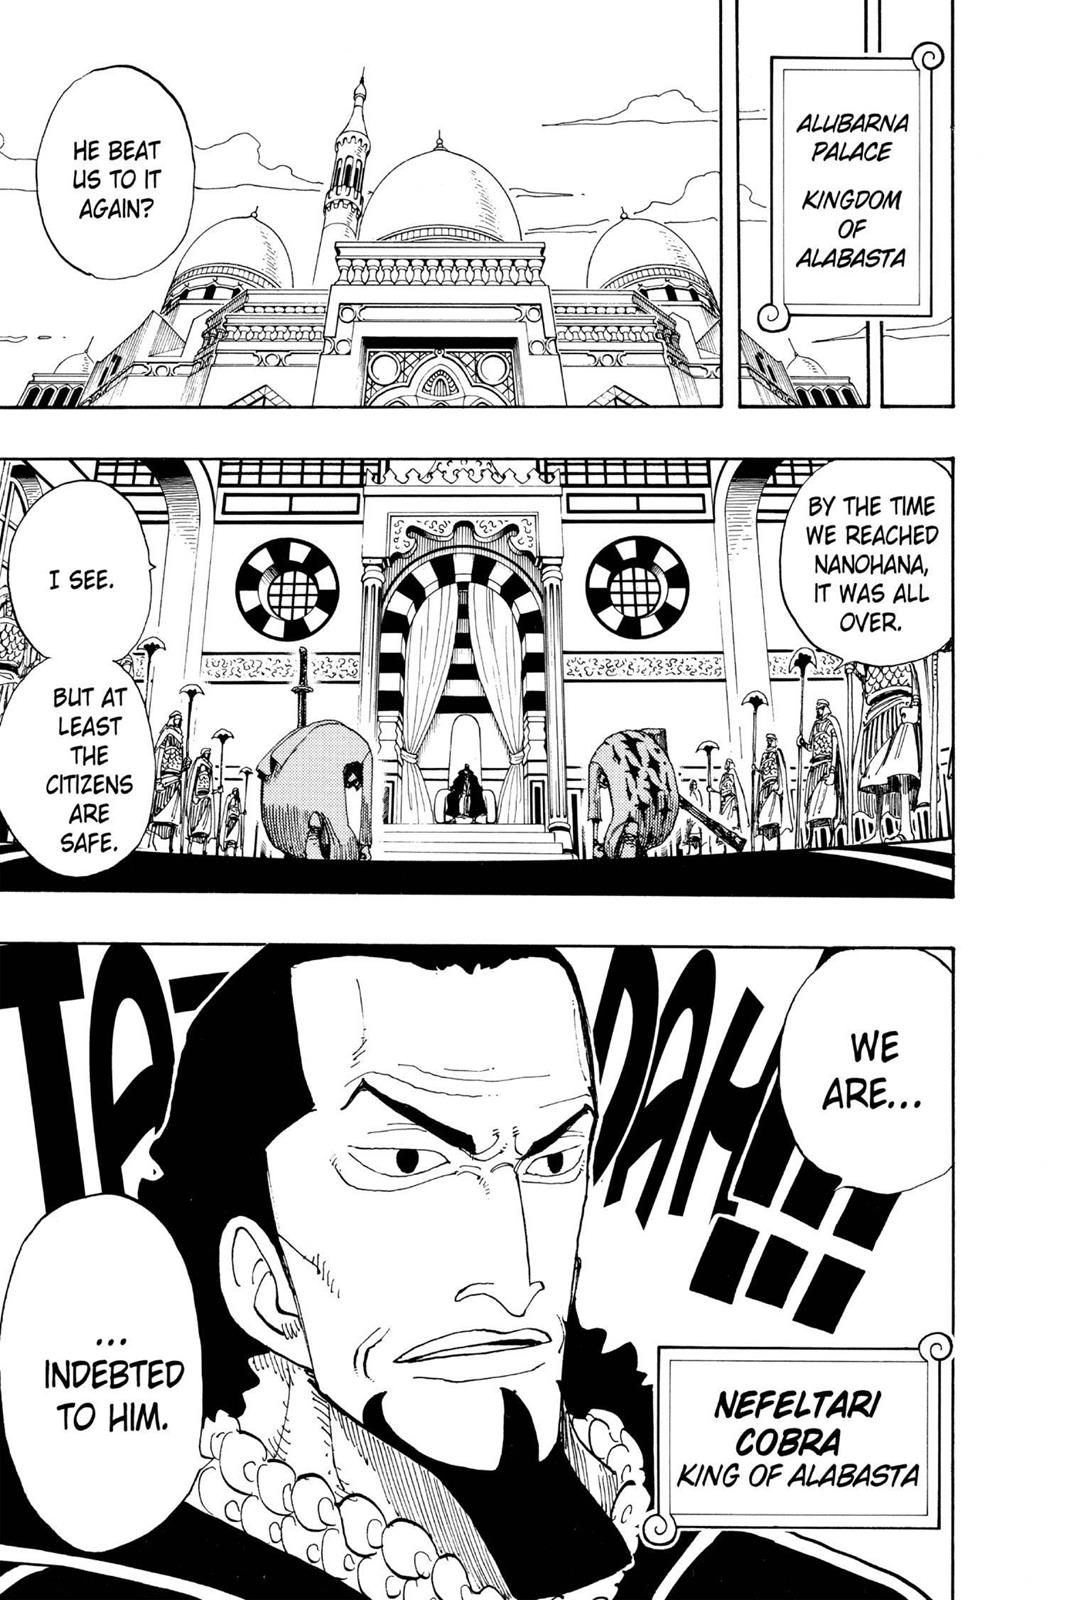 ALUBARNA
PALACE
KINGDOM
OF
ALABASTA
HE BEAT
US TO IT
AGAIN?
BY THE TIME
WE REACHED
NANOHANA,
IT WAS ALL
OVER.
I SEE.
BUT AT
LEAST THE
CITIZENS
ARE
SAFE.
WE
ARE...
TA-DAH!!!
!!!
...
INDEBTED
TO HIM.
NEFELTARI
COBRA
KING OF ALABASTA